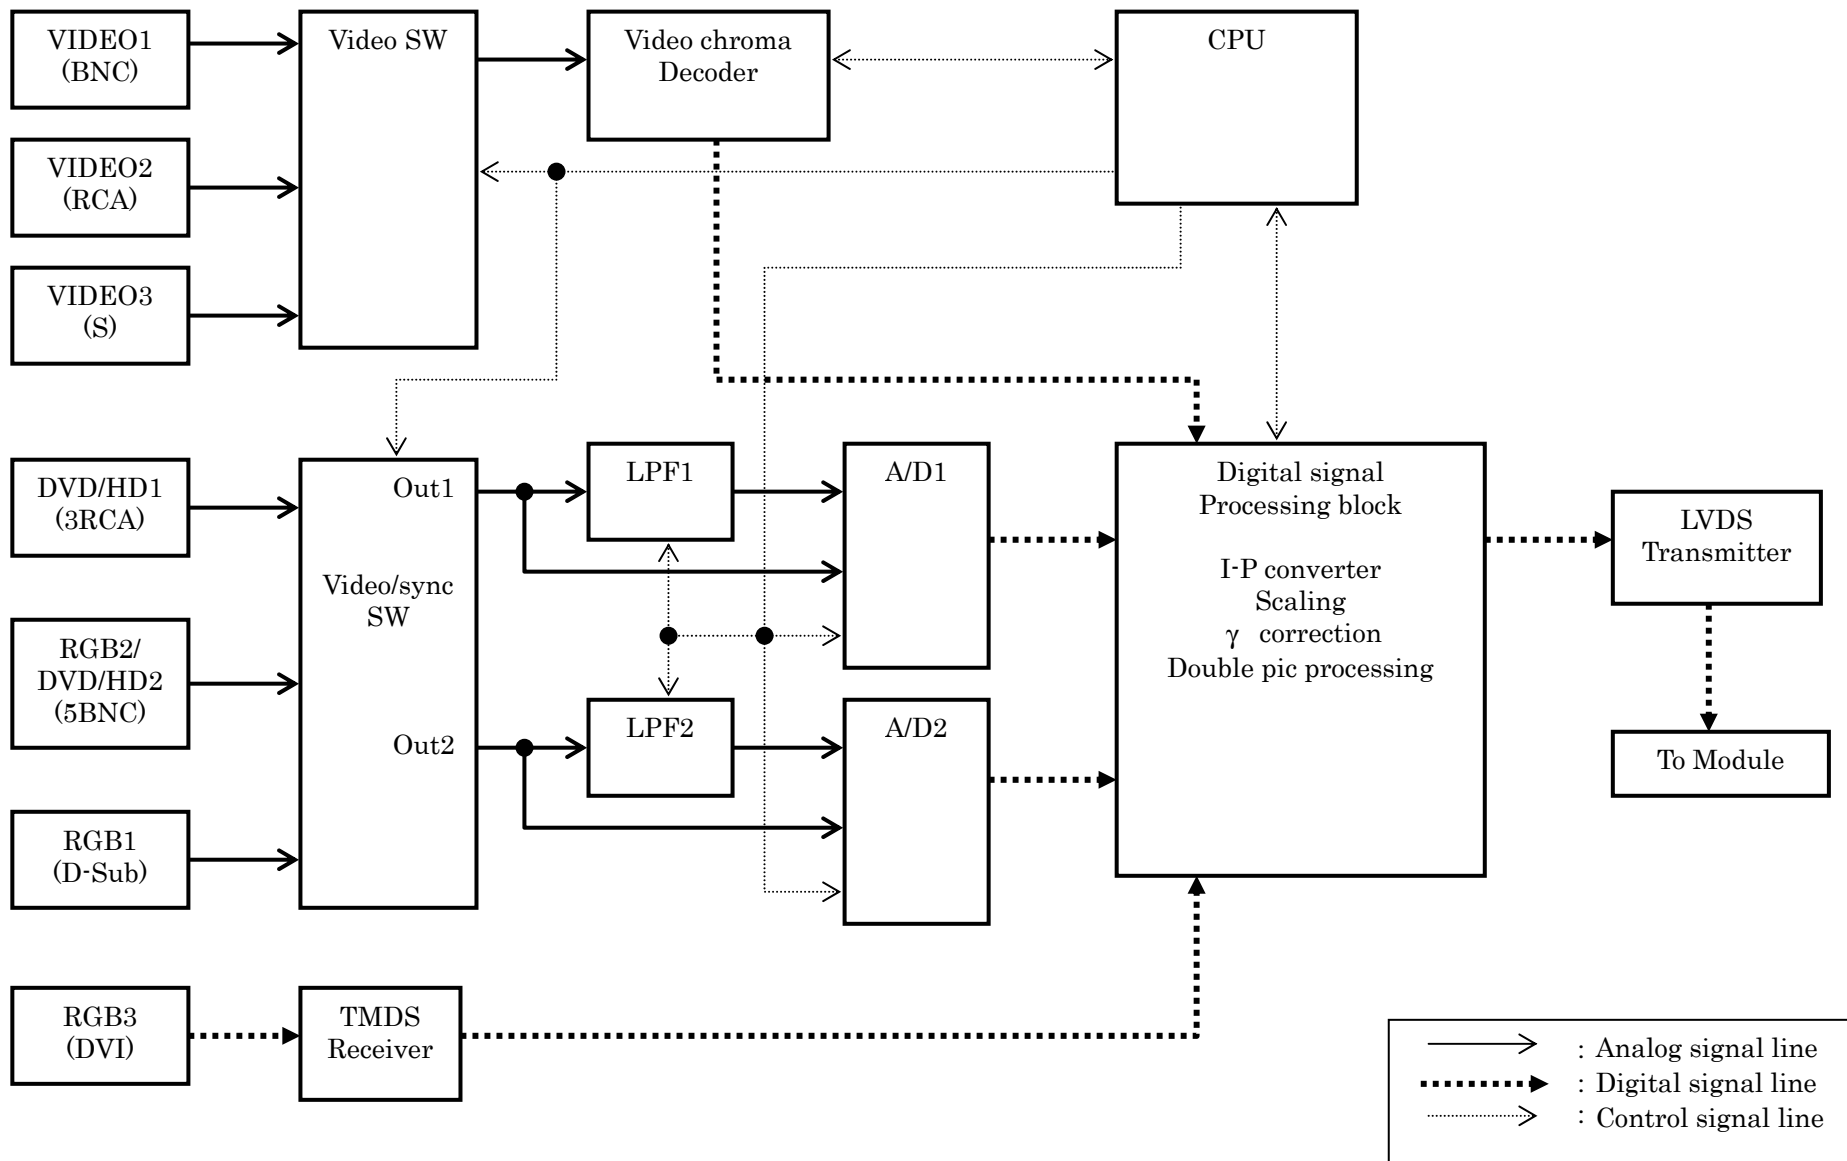 VIDEO1
(BNC)
Video SW
Video chroma
Decoder
CPU
VIDEO2
(RCA)
VIDEO3
(S)
DVD/HD1
(3RCA)
RGB2/
DVD/HD2
(5BNC)
RGB1
(D-Sub)
Out1
Video/sync
SW
Out2
LPF1
LPF2
A/D1
A/D2
Digital signal
Processing block
I-P converter
Scaling
γ correction
Double pic processing
LVDS
Transmitter
To Module
RGB3
(DVI)
TMDS
Receiver
: Analog signal line
: Digital signal line
: Control signal line